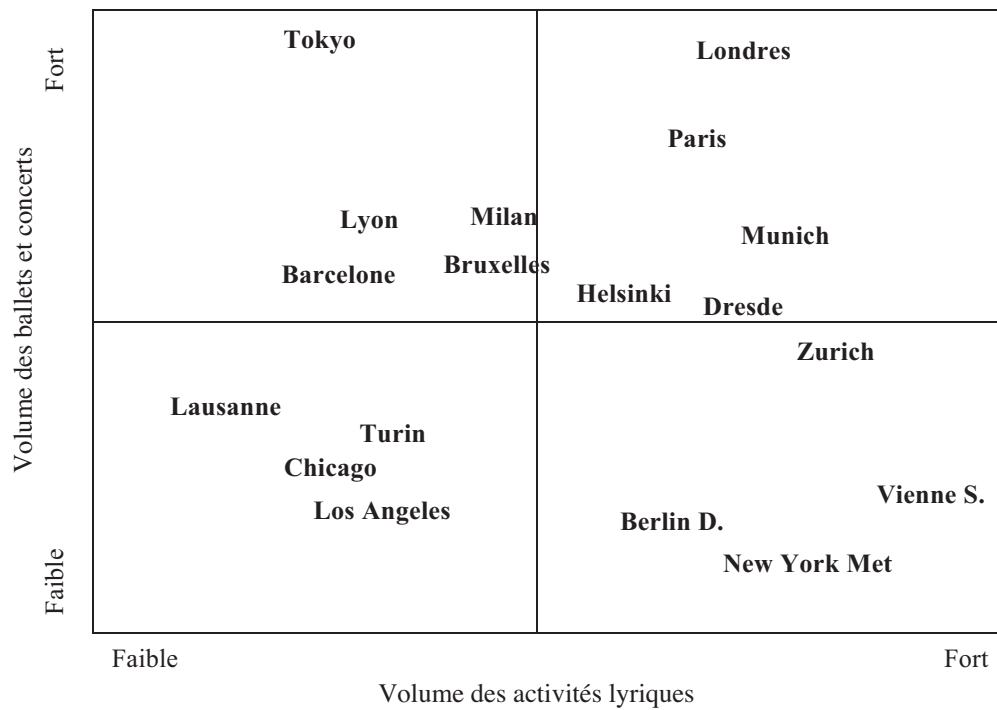 Fort
Volume des ballets et concerts
Faible
Tokyo
Londres
Paris
Lyon
Milan
Munich
Barcelone
Bruxelles
Helsinki
Dresde
Zurich
Lausanne
Turin
Chicago
Los Angeles
Vienne S.
Berlin D.
New York Met
Faible
Fort
Volume des activités lyriques